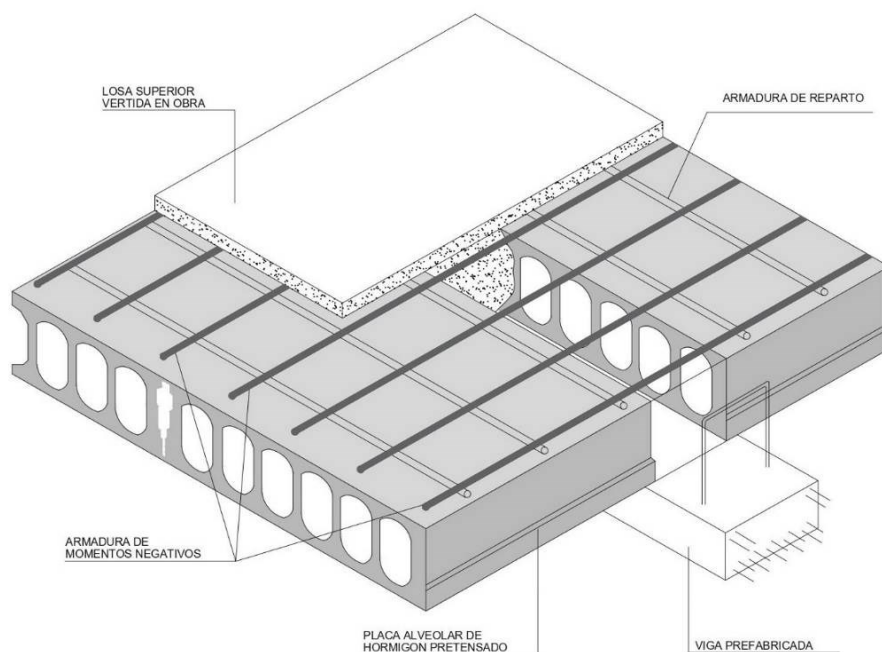 LOSA SUPERIOR
VERTIDA EN OBRA
ARMADURA DE REPARTO
ARMADURA DE
MOMENTOS NEGATIVOS
PLACA ALVEOLAR DE
HORMIGON PRETENSADO
VIGA PREFABRICADA